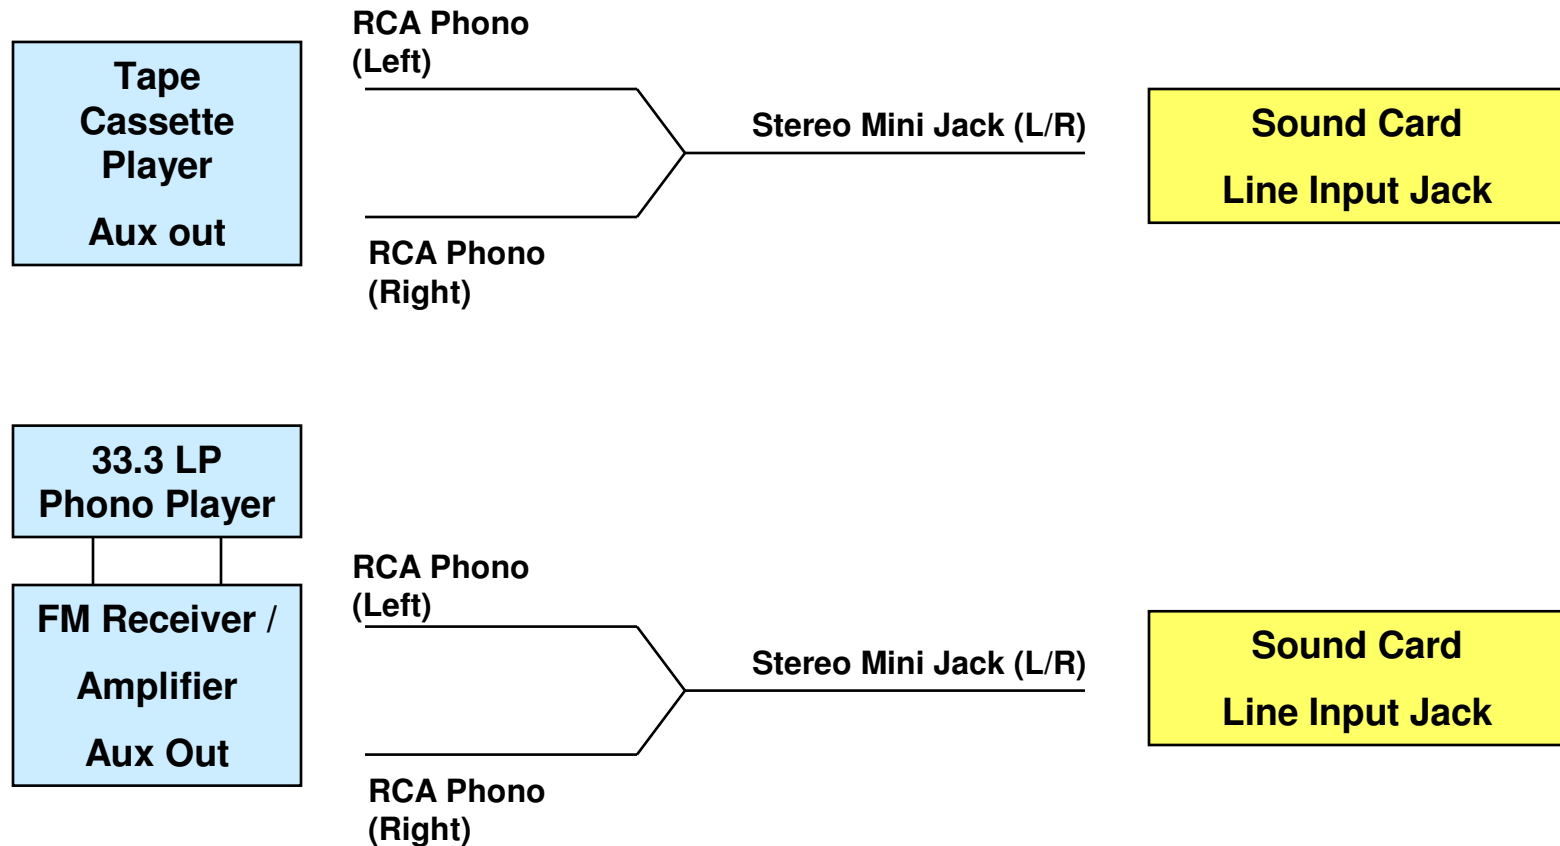 RCA Phono
(Left)
Tape
Cassette
Player
Aux out
Stereo Mini Jack (L/R)
Sound Card
Line Input Jack
RCA Phono
(Right)
33.3 LP
Phono Player
FM Receiver /
Amplifier
Aux Out
RCA Phono
(Left)
Stereo Mini Jack (L/R)
Sound Card
Line Input Jack
RCA Phono
(Right)